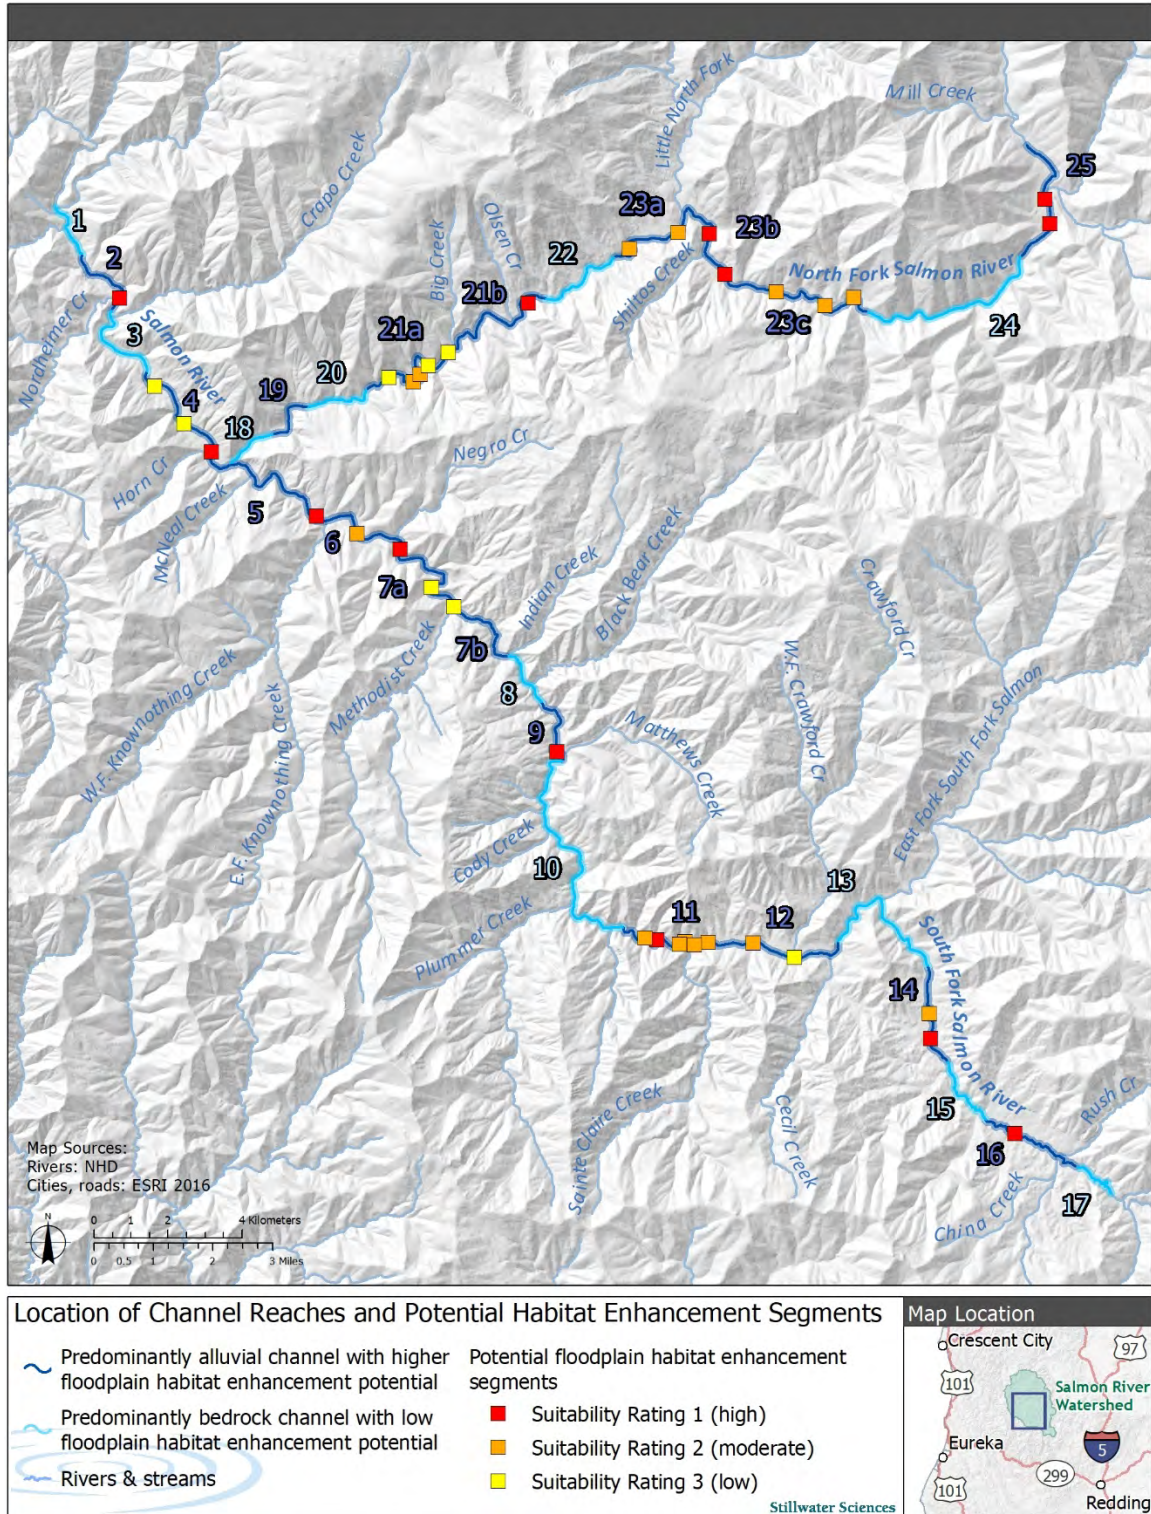 Mill Creek
Little North Fork
Crapo Creek
25
1
23a
Olsen Cr
23b
2
Big Creek
22
North Fork Salmon River
Shiltos Creek
Nordheimer Cr
21b
Salmon River
21a
23c
24
3
20
19
4
18
Negro Cr
Horn Cr
5
McNeal Creek
6
7a
Indian Creek
Black Bear Creek
Crawford Cr
7b
Methodist Creek
W.F. Knownothing Creek
8
W.F. Crawford Cr
East Fork South Fork Salmon
9
Matthews Creek
E.F. Knownothing Creek
Cody Creek
10
13
11
12
Plummer Creek
South Fork Salmon River
14
15
Rush Cr
Sainte Claire Creek
Cecil Creek
16
China Creek
17
Map Sources:
Rivers: NHD
Cities, roads: ESRI 2016
N
0 1 2 4 Kilometers
0 0.5 1 2 3 Miles
Location of Channel Reaches and Potential Habitat Enhancement Segments
Predominantly alluvial channel with higher
floodplain habitat enhancement potential
Predominantly bedrock channel with low
floodplain habitat enhancement potential
Rivers & streams
Potential floodplain habitat enhancement
segments
Suitability Rating 1 (high)
Suitability Rating 2 (moderate)
Suitability Rating 3 (low)
Stillwater Sciences
Map Location
Crescent City
97
101
Salmon River
Watershed
Eureka
5
299
101
Redding